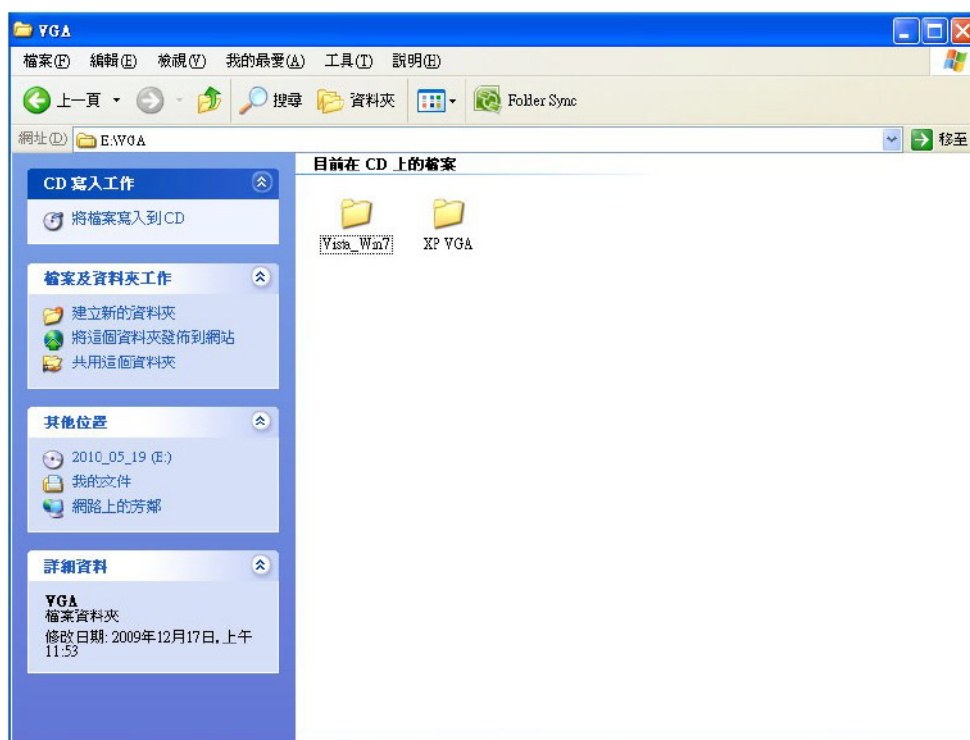 VGA
檔案(F) 編輯(E) 檢視(V) 我的最愛(A) 工具(T) 說明(H)
上一頁 搜尋 資料夾 Folder Sync
網址(D) E:\VGA 移至
CD 寫入工作
將檔案寫入到 CD
檔案及資料夾工作
建立新的資料夾
將這個資料夾發佈到網站
共用這個資料夾
其他位置
2010_05_19 (E:)
我的文件
網路上的芳鄰
詳細資料
VGA
檔案資料夾
修改日期: 2009年12月17日, 上午
11:53
目前在 CD 上的檔案
Vista_Win7 XP VGA